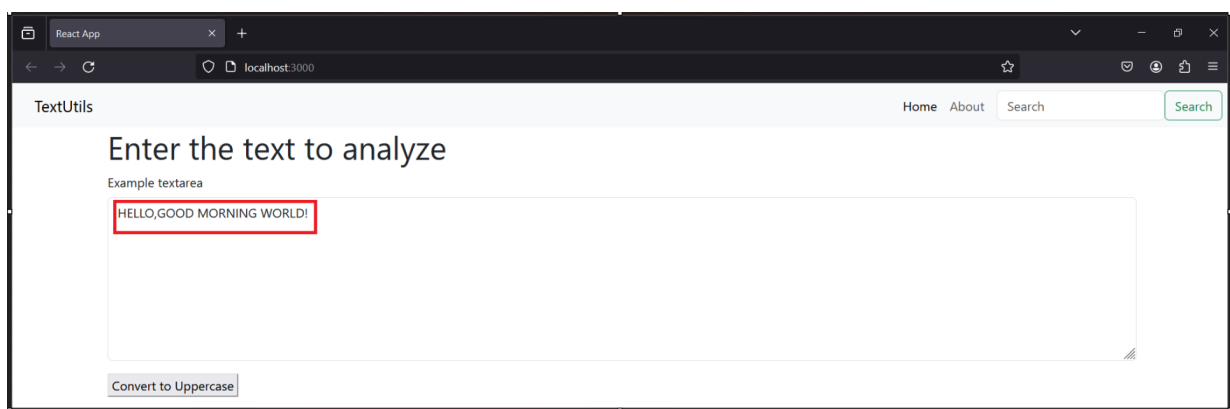 React App
localhost:3000
TextUtils Home About Search Search
Enter the text to analyze
Example textarea
HELLO,GOOD MORNING WORLD!
Convert to Uppercase